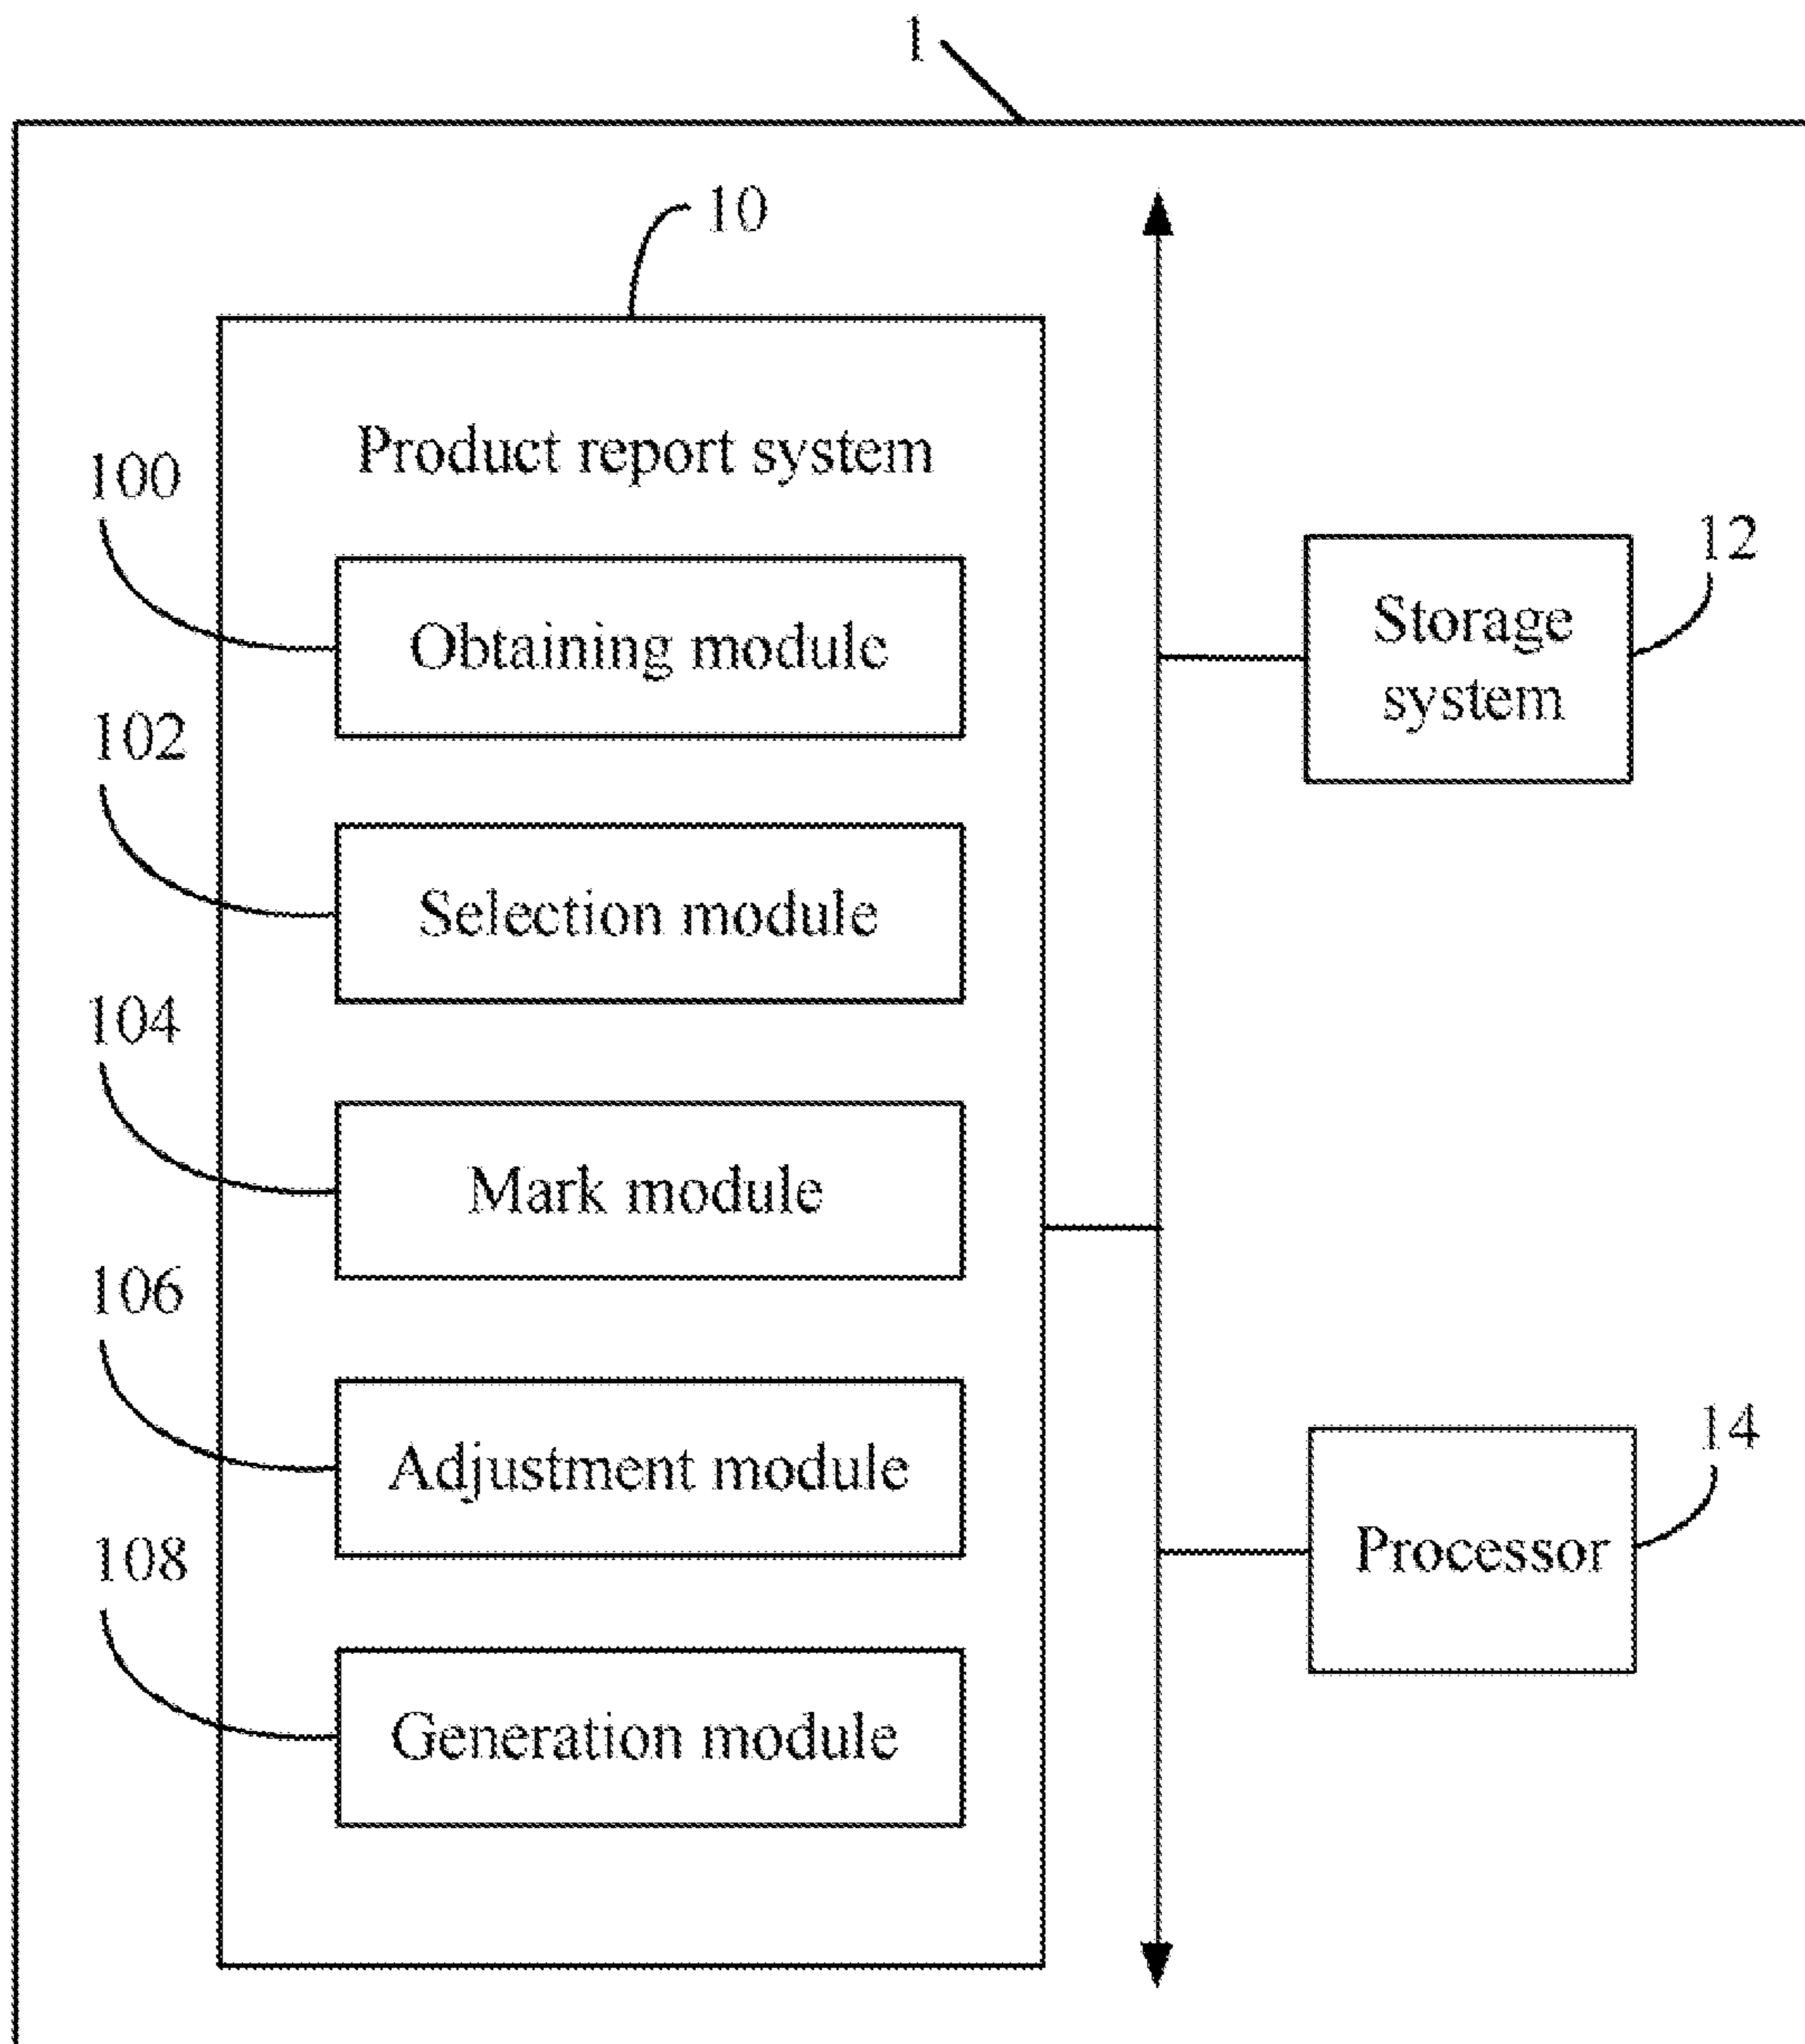 1
10
Product report system
100
Obtaining module
102
Selection module
104
Mark module
106
Adjustment module
108
Generation module
12
Storage
system
14
Processor